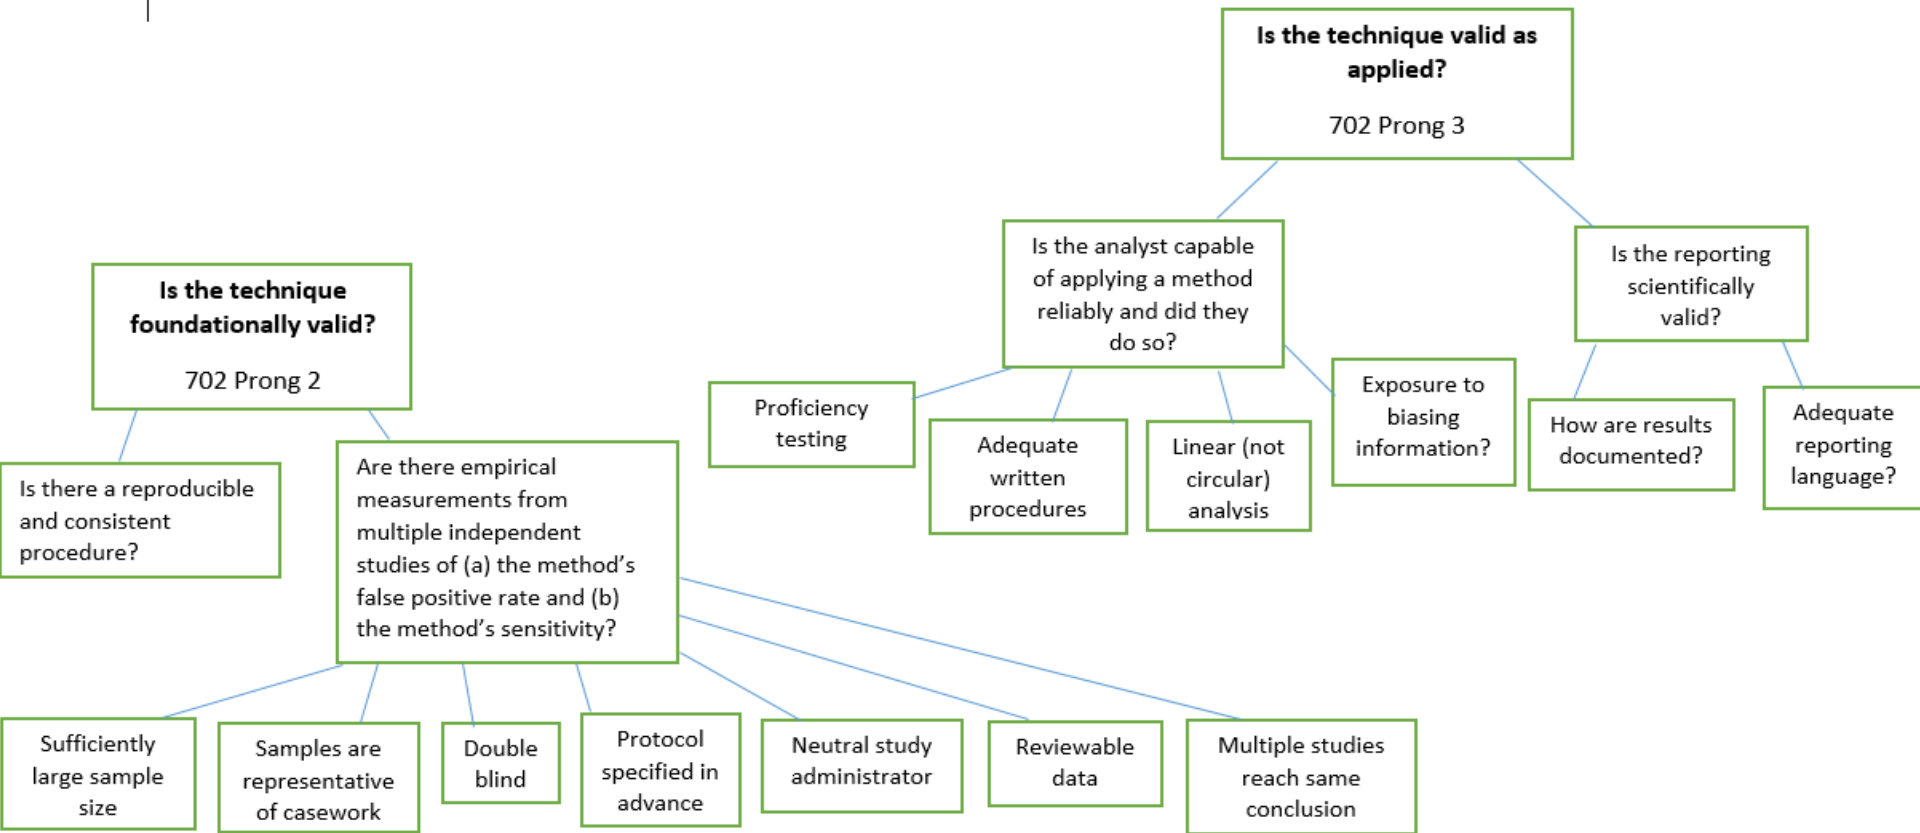 Is the technique valid as
applied?
702 Prong 3
Is the analyst capable
of applying a method
reliably and did they
do so?
Is the reporting
scientifically
valid?
Is the technique
foundationally valid?
702 Prong 2
Proficiency
testing
Adequate
written
procedures
Linear (not
circular)
analysis
Exposure to
biasing
information?
How are results
documented?
Adequate
reporting
language?
Is there a reproducible
and consistent
procedure?
Are there empirical
measurements from
multiple independent
studies of (a) the method’s
false positive rate and (b)
the method’s sensitivity?
Sufficiently
large sample
size
Samples are
representative
of casework
Double
blind
Protocol
specified in
advance
Neutral study
administrator
Reviewable
data
Multiple studies
reach same
conclusion